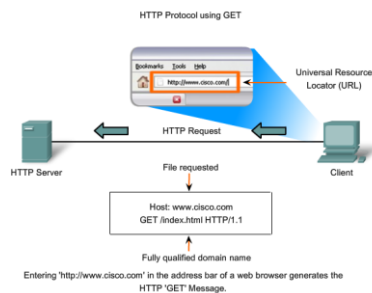 HTTP Protocol using GET
Bookmarks Tools Help
http://www.cisco.com/
Universal Resource
Locator (URL)
HTTP Request
HTTP Server
Client
File requested
Host: www.cisco.com
GET /index.html HTTP/1.1
Fully qualified domain name
Entering 'http://www.cisco.com' in the address bar of a web browser generates the
HTTP 'GET' Message.